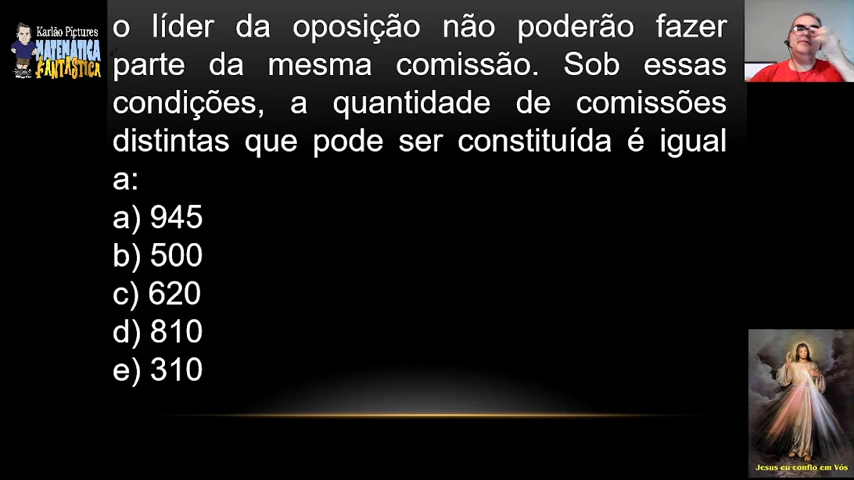 Karlão Pictures
MATEMÁTICA
FANTÁSTICA
o líder da oposição não poderão fazer
parte da mesma comissão. Sob essas
condições, a quantidade de comissões
distintas que pode ser constituída é igual
a:
a) 945
b) 500
c) 620
d) 810
e) 310
Jesus eu confio em Vós